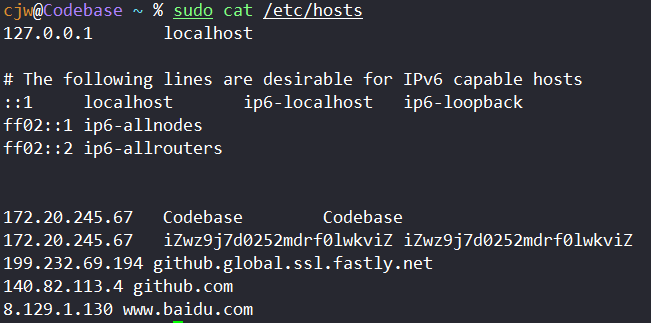 cjw@Codebase ~ % sudo cat /etc/hosts
127.0.0.1       localhost
# The following lines are desirable for IPv6 capable hosts
::1     localhost       ip6-localhost   ip6-loopback
ff02::1 ip6-allnodes
ff02::2 ip6-allrouters
172.20.245.67   Codebase        Codebase
172.20.245.67   iZwz9j7d0252mdrf0lwkviZ iZwz9j7d0252mdrf0lwkviZ
199.232.69.194 github.global.ssl.fastly.net
140.82.113.4 github.com
8.129.1.130 www.baidu.com